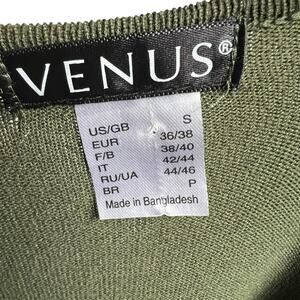 VENUS®
US/GB S
EUR 36/38
F/B 38/40
IT 42/44
RU/UA 44/46
BR P
Made in Bangladesh